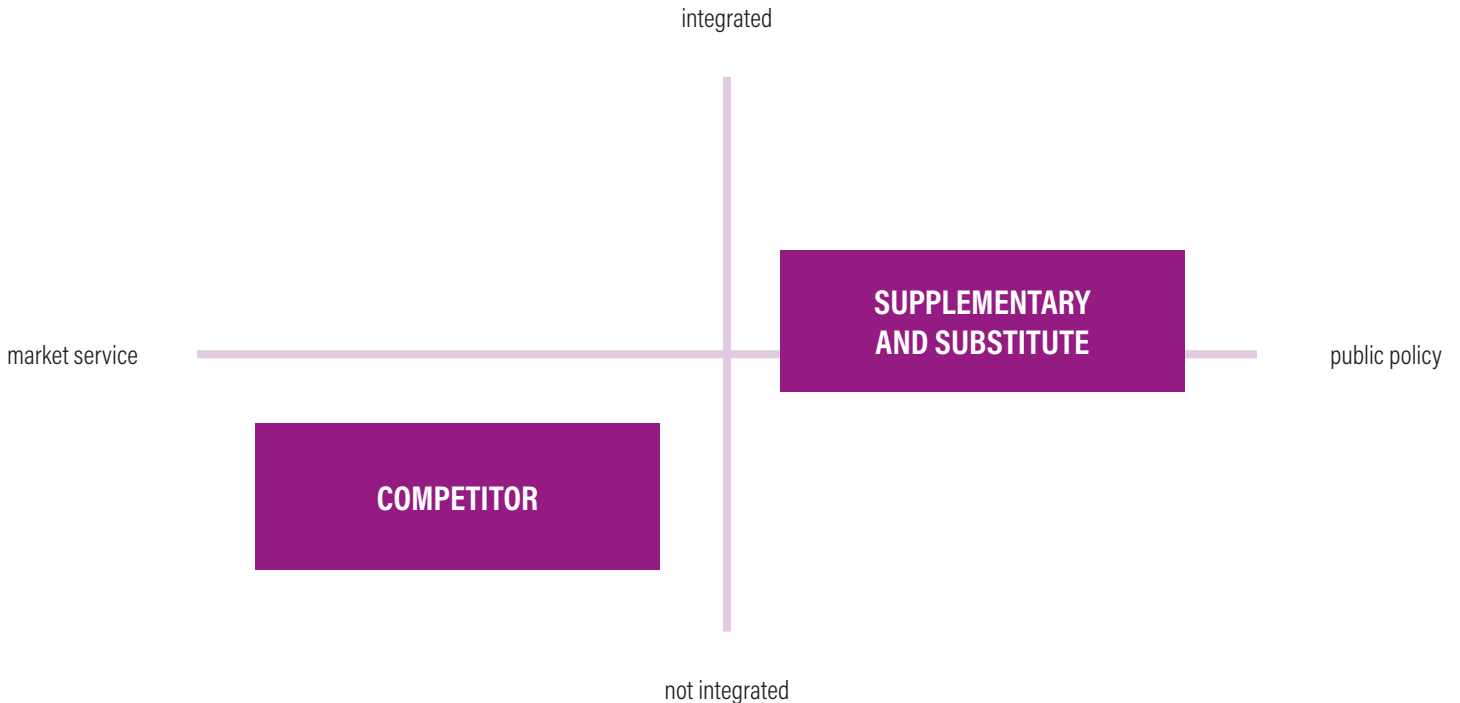 integrated
SUPPLEMENTARY
AND SUBSTITUTE
market service
public policy
COMPETITOR
not integrated